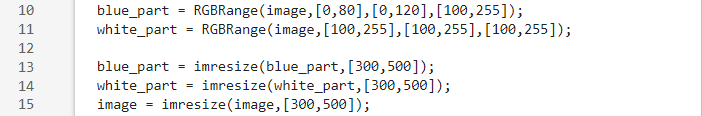 10 blue_part = RGBRange(image,[0,80],[0,120],[100,255]);
11 white_part = RGBRange(image,[100,255],[100,255],[100,255]);
12
13 blue_part = imresize(blue_part,[300,500]);
14 white_part = imresize(white_part,[300,500]);
15 image = imresize(image,[300,500]);